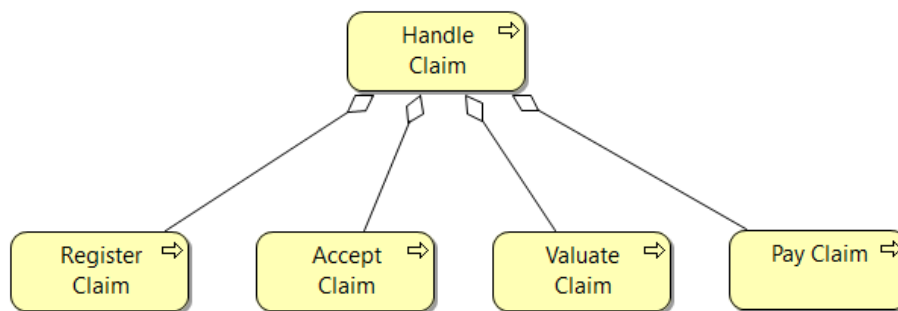 Handle
Claim
Register
Claim
Accept
Claim
Valuate
Claim
Pay Claim